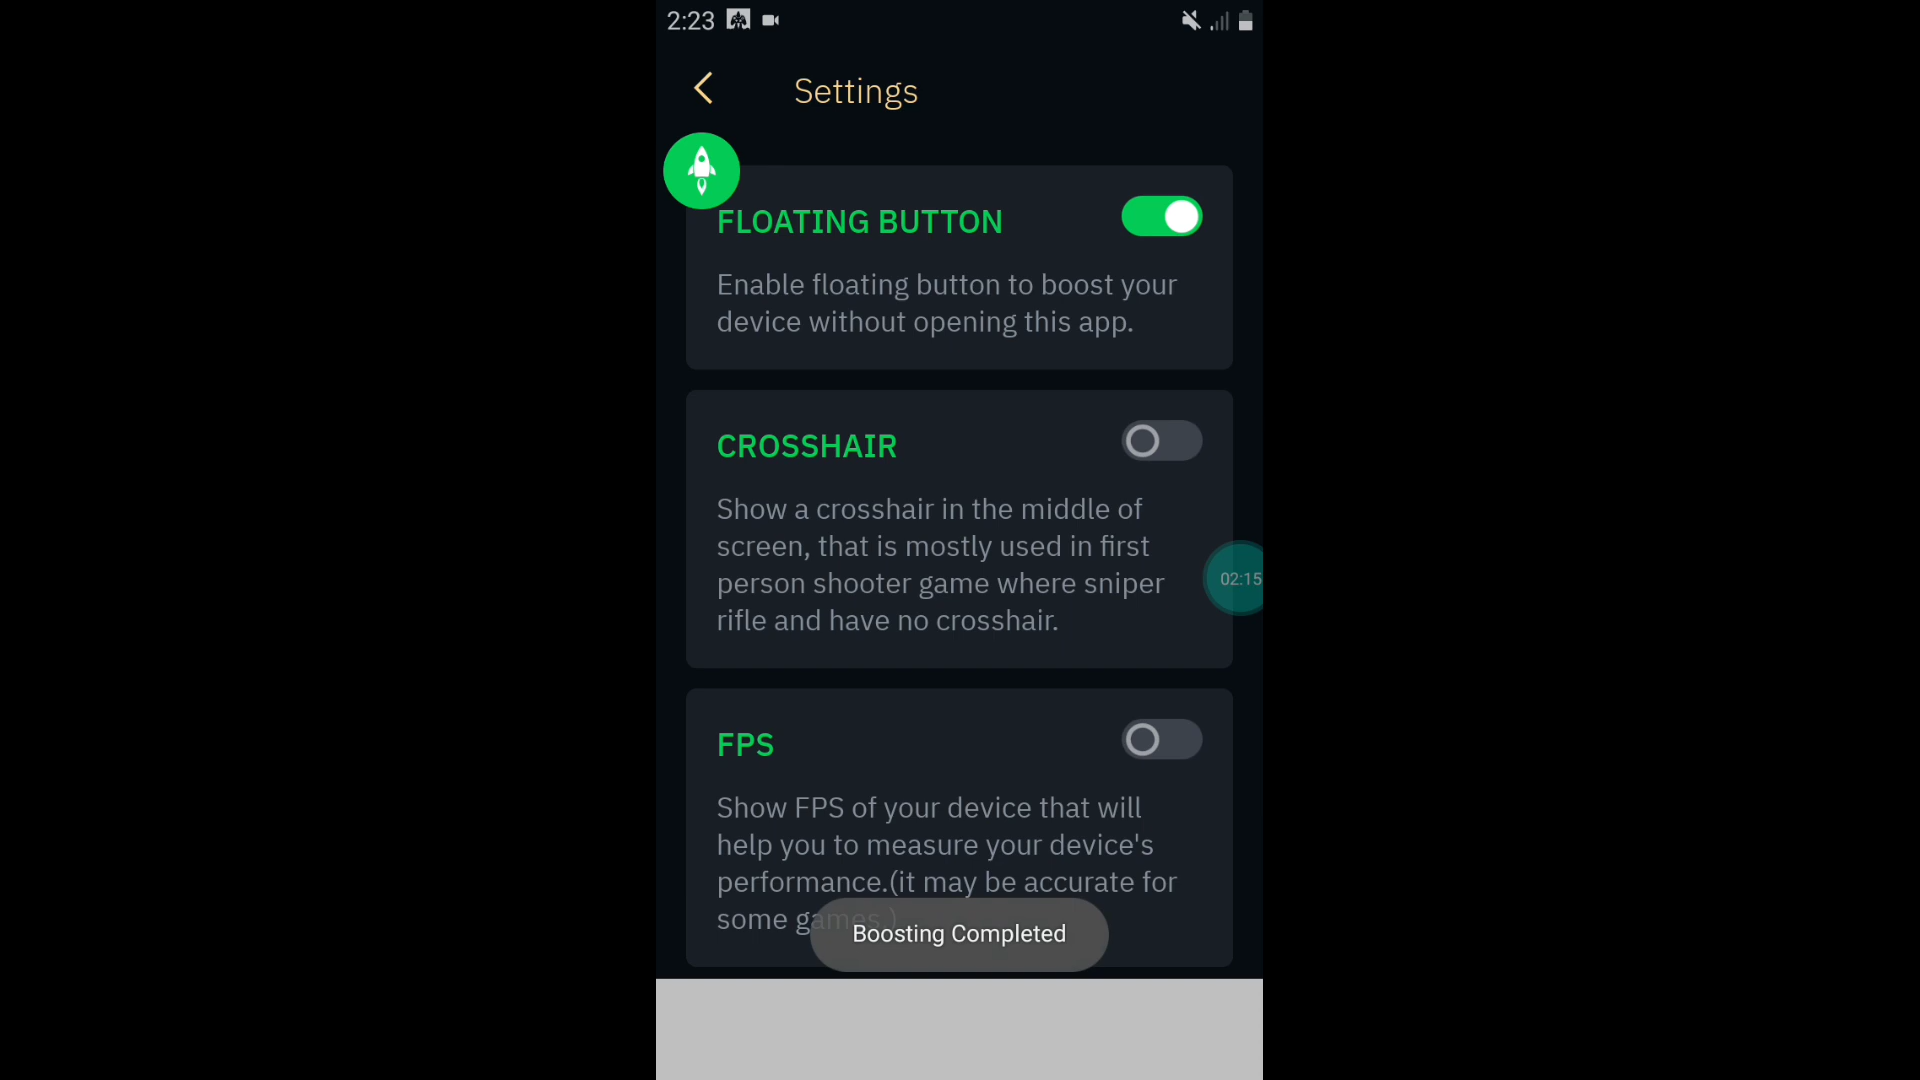 2:23
Settings
FLOATING BUTTON
Enable floating button to boost your
device without opening this app.
CROSSHAIR
Show a crosshair in the middle of
screen, that is mostly used in first
person shooter game where sniper
rifle and have no crosshair.
02:15
FPS
Show FPS of your device that will
help you to measure your device's
performance.(it may be accurate for
some games.)
Boosting Completed